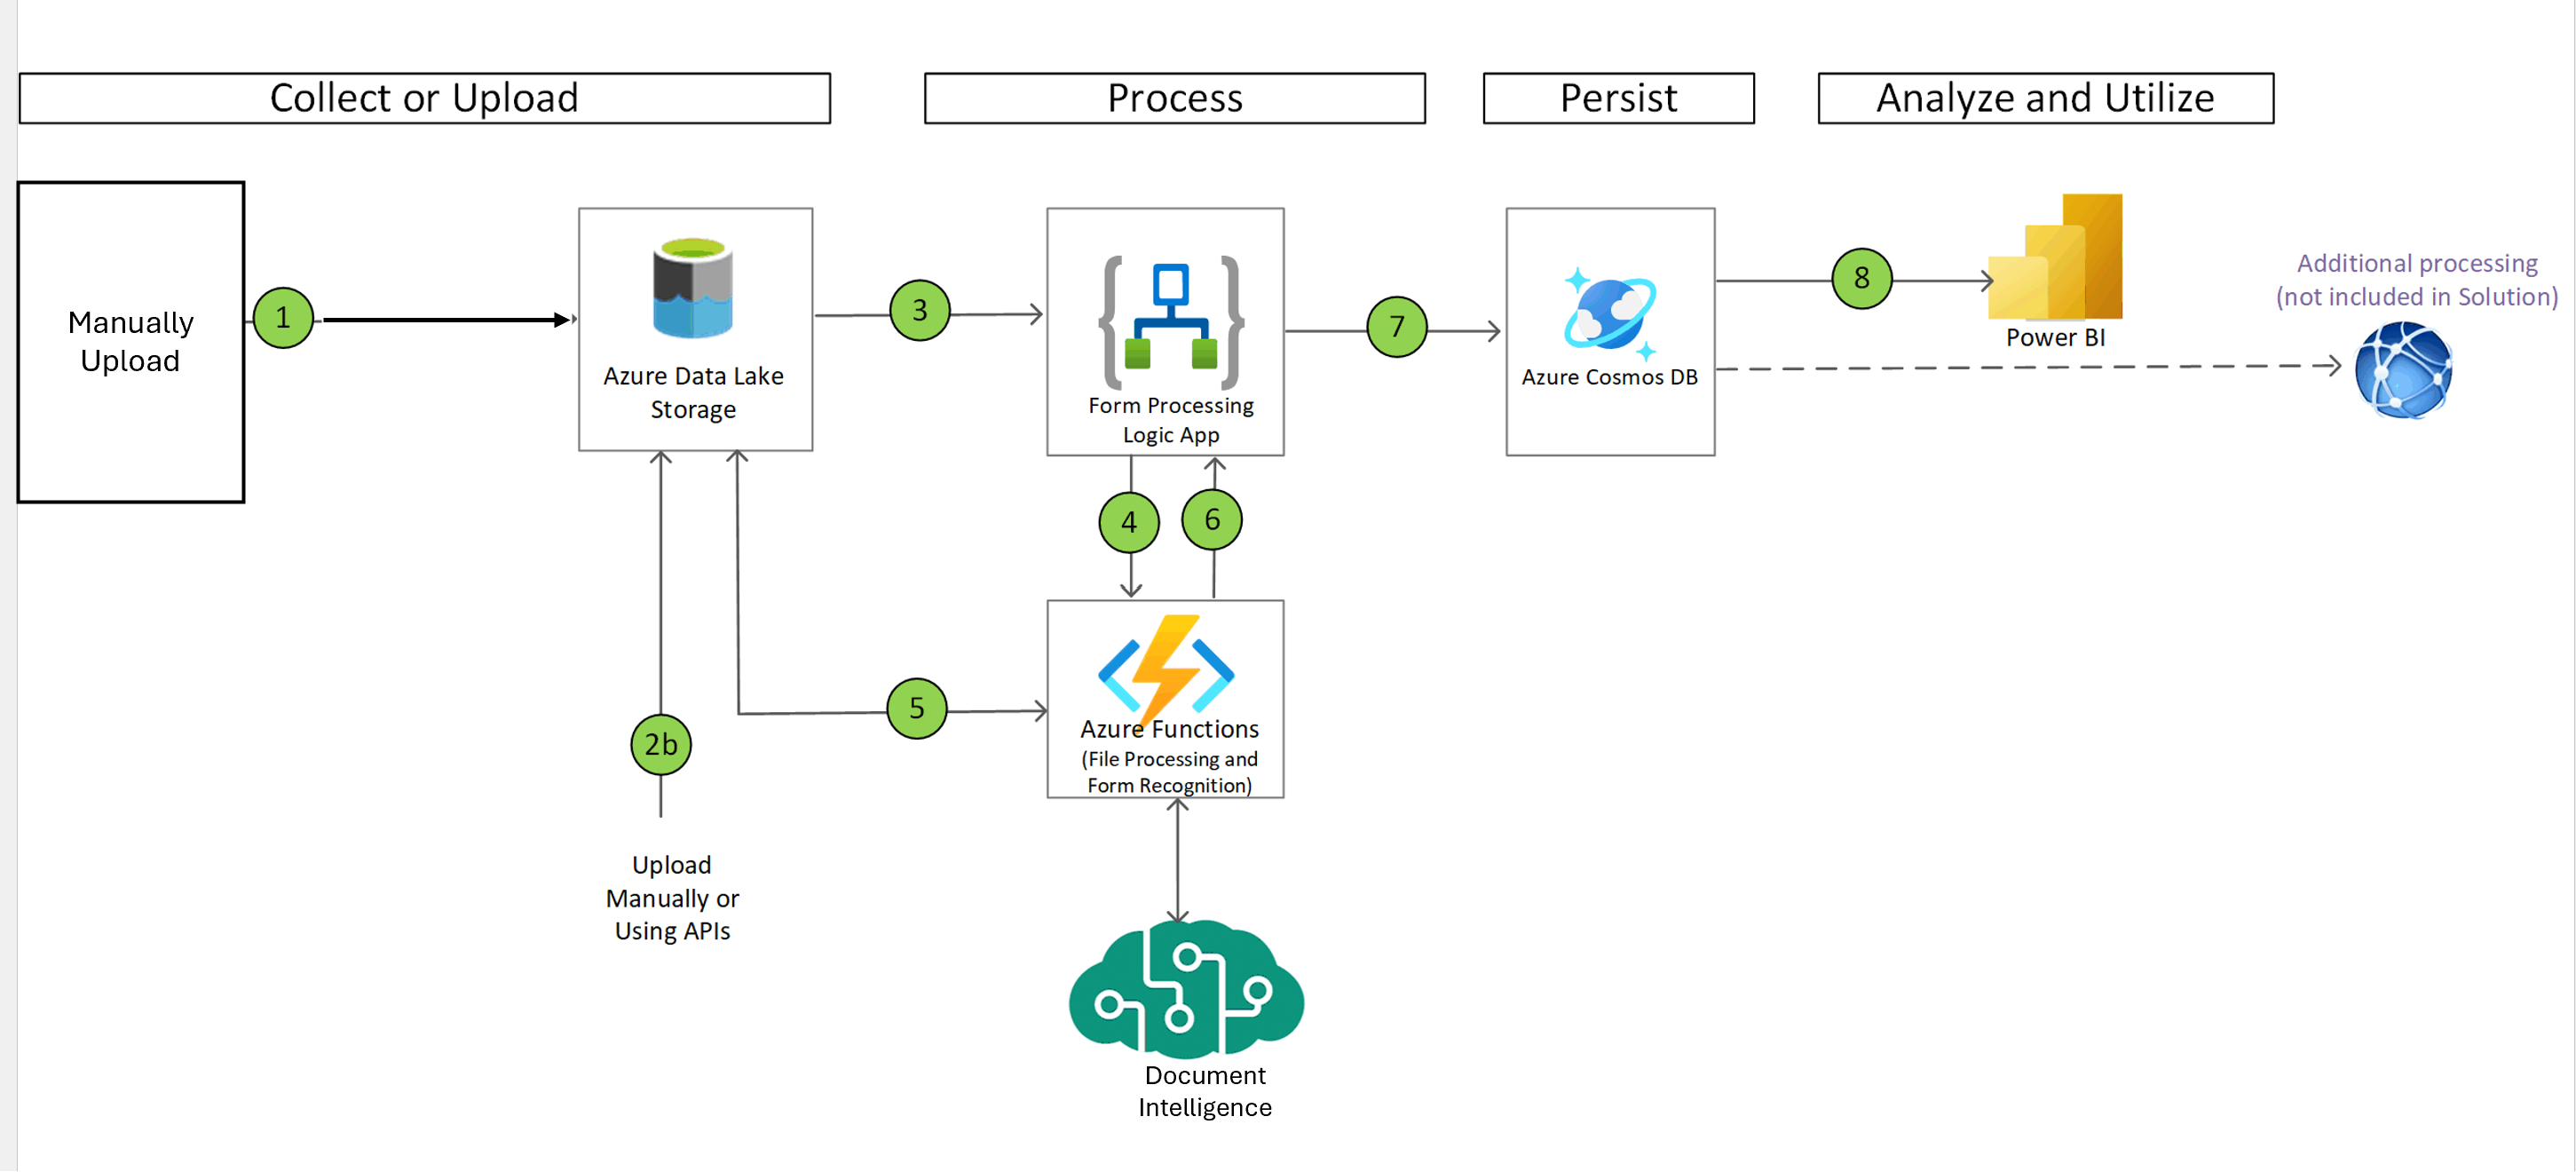 Collect or Upload
Process
Persist
Analyze and Utilize
Manually
Upload
1
Azure Data Lake
Storage
3
Form Processing
Logic App
7
Azure Cosmos DB
8
Power BI
Additional processing
(not included in Solution)
4
6
2b
5
Azure Functions
(File Processing and
Form Recognition)
Upload
Manually or
Using APIs
Document
Intelligence